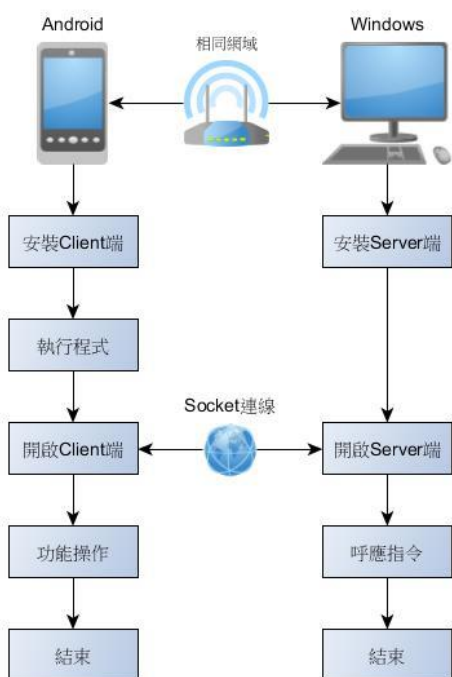 Android
Windows
相同網域
安裝Client端
安裝Server端
執行程式
Socket連線
開啟Client端
開啟Server端
功能操作
呼應指令
結束
結束